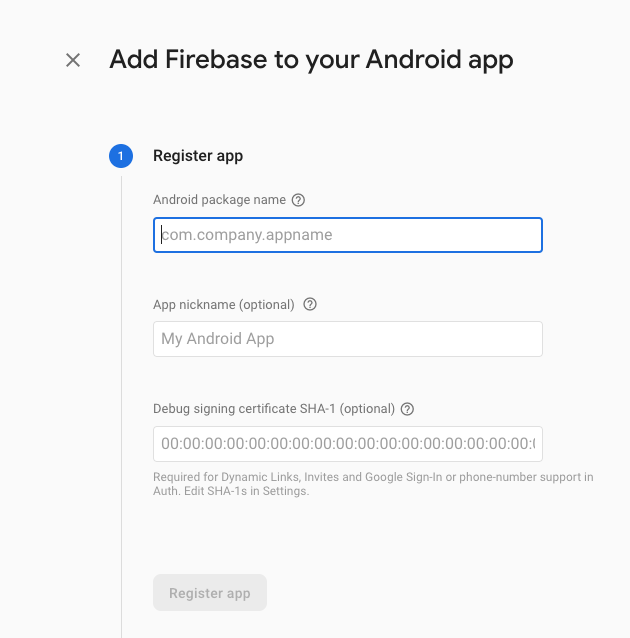 Add Firebase to your Android app
1
Register app
Android package name
com.company.appname
App nickname (optional)
My Android App
Debug signing certificate SHA-1 (optional)
00:00:00:00:00:00:00:00:00:00:00:00:00:00:00:00:00:
Required for Dynamic Links, Invites and Google Sign-In or phone-number support in
Auth. Edit SHA-1s in Settings.
Register app